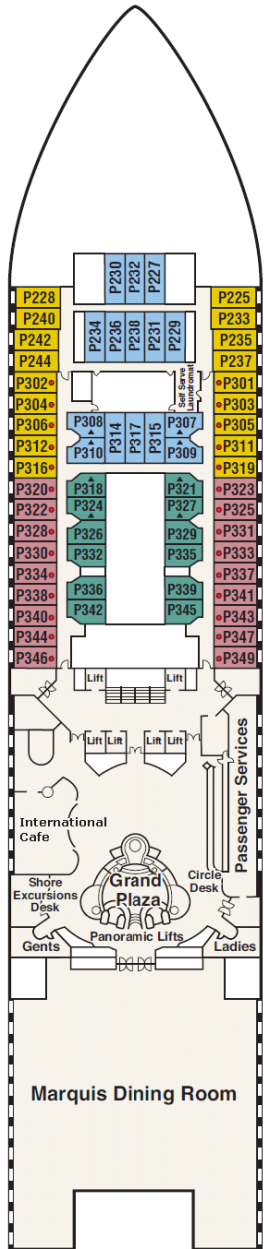 P230
P232
P227
P228
P225
P240
P234
P236
P238
P231
P229
P233
P242
P235
P244
P237
Self Serve
Laundromat
P302
P301
P304
P303
P306
P308
P314
P317
P315
P307
P305
P312
P310
P309
P311
P316
P319
P320
P318
P321
P323
P322
P324
P327
P325
P328
P326
P329
P331
P330
P332
P335
P333
P334
P337
P338
P336
P339
P341
P340
P342
P345
P343
P344
P347
P346
P349
Lift
Lift
Lift
Lift
Lift
Lift
Passenger Services
International
Cafe
Shore
Excursions
Desk
Grand
Plaza
Circle
Desk
Gents
Panoramic Lifts
Ladies
Marquis Dining Room